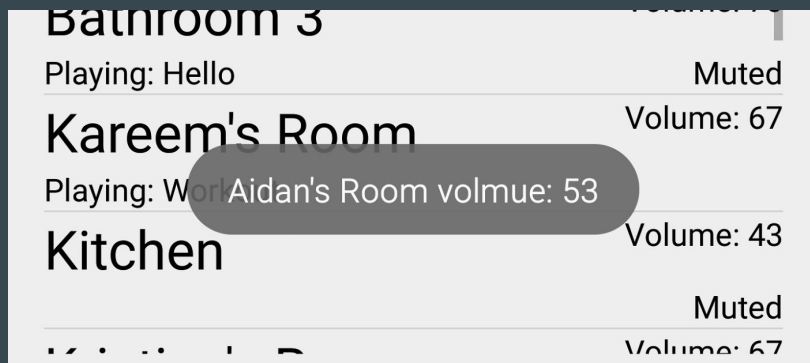 Bathroom 3
Playing: Hello
Muted
Kareem's Room
Volume: 67
Playing:
Aidan's Room volmue: 53
Kitchen
Volume: 43
Muted
Volume: 67